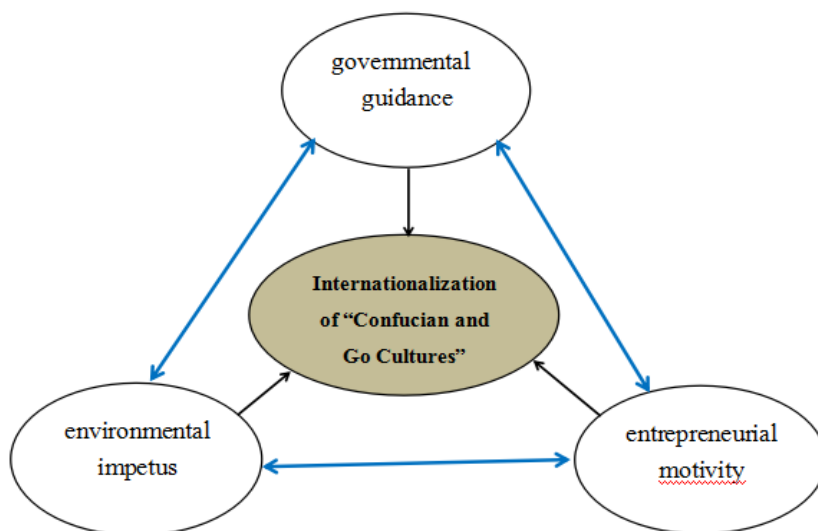 governmental
guidance
Internationalization
of “Confucian and
Go Cultures”
environmental
impetus
entrepreneurial
motivity